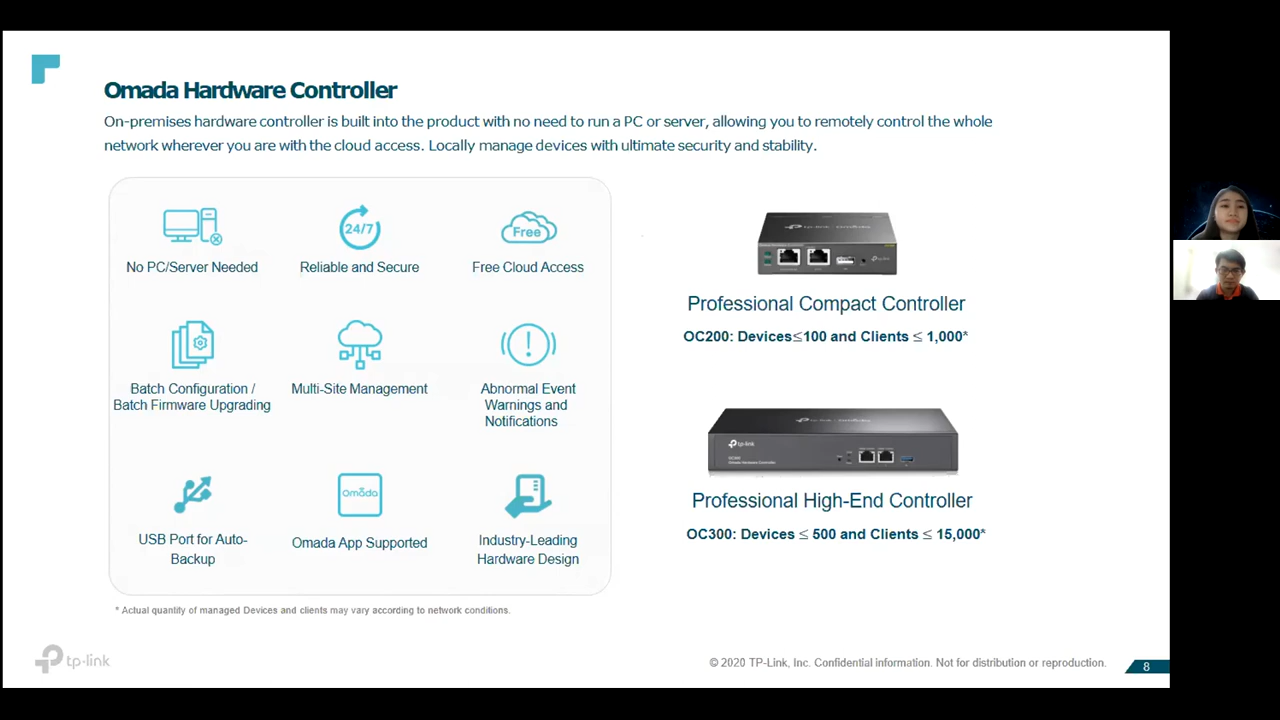 Omada Hardware Controller
On-premises hardware controller is built into the product with no need to run a PC or server, allowing you to remotely control the whole
network wherever you are with the cloud access. Locally manage devices with ultimate security and stability.
No PC/Server Needed
24/7
Reliable and Secure
Free
Free Cloud Access
Batch Configuration /
Batch Firmware Upgrading
Multi-Site Management
Abnormal Event
Warnings and
Notifications
USB Port for Auto-
Backup
Omada
Omada App Supported
Industry-Leading
Hardware Design
* Actual quantity of managed Devices and clients may vary according to network conditions.
tp-link
Professional Compact Controller
OC200: Devices≤100 and Clients ≤ 1,000*
tp-link
tp-link
Professional High-End Controller
OC300: Devices ≤ 500 and Clients ≤ 15,000*
tp-link
© 2020 TP-Link, Inc. Confidential information. Not for distribution or reproduction.
8